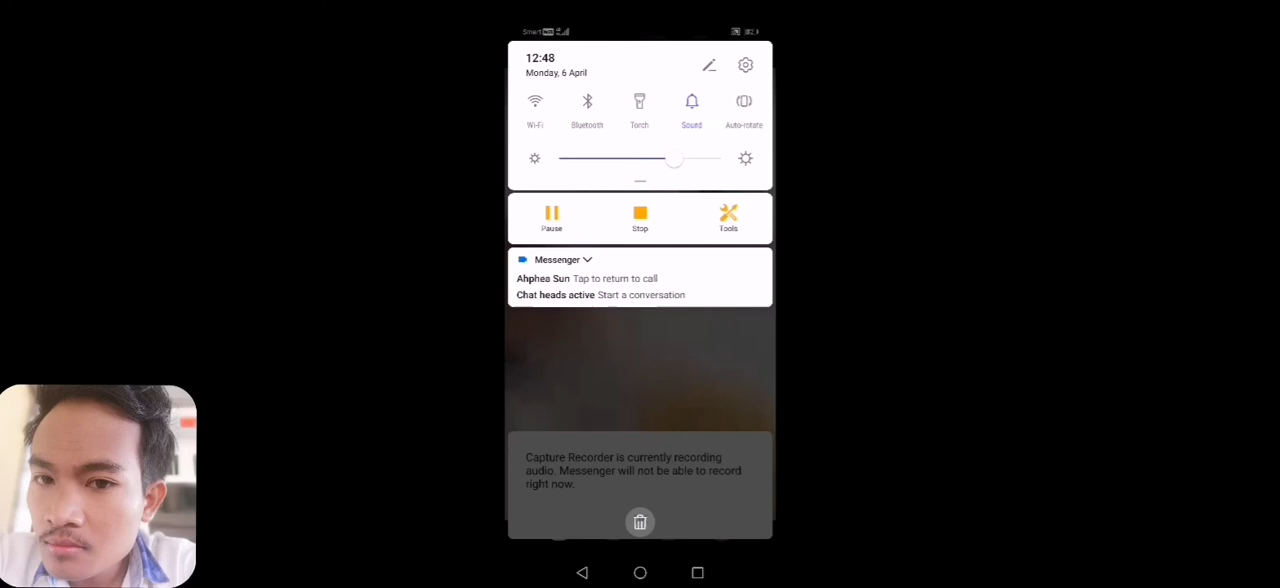 Smart
12:48
Monday, 6 April
Wi-Fi
Bluetooth
Torch
Sound
Auto-rotate
Pause
Stop
Tools
Messenger
Ahphea Sun Tap to return to call
Chat heads active Start a conversation
Capture Recorder is currently recording
audio. Messenger will not be able to record
right now.